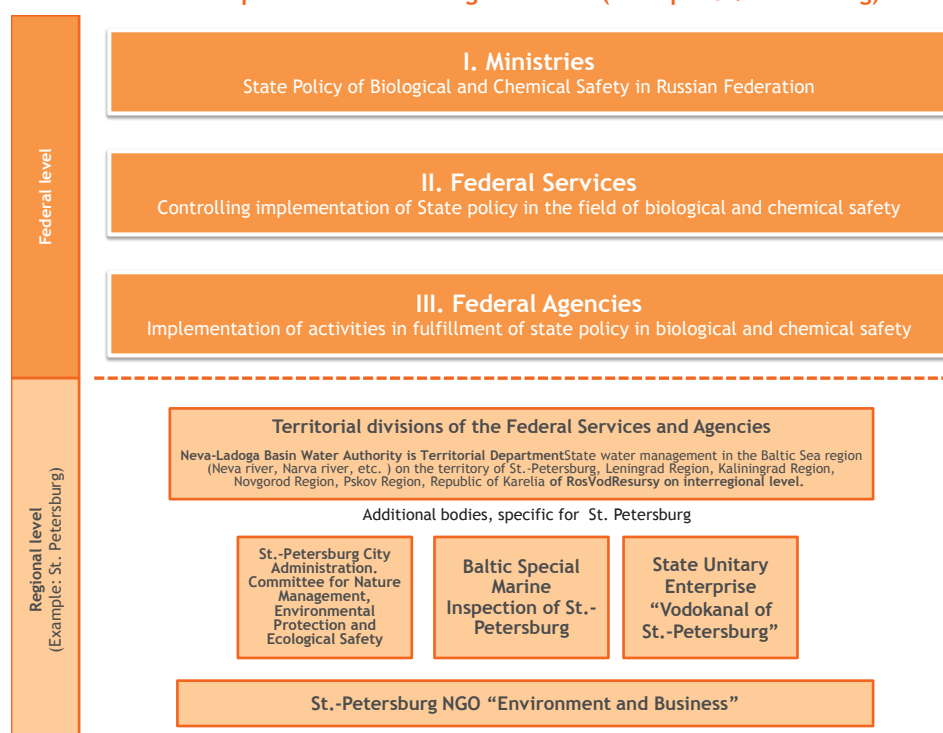 I. Ministries
State Policy of Biological and Chemical Safety in Russian Federation
II. Federal Services
Controlling implementation of State policy in the field of biological and chemical safety
III. Federal Agencies
Implementation of activities in fulfillment of state policy in biological and chemical safety
Federal level
Territorial divisions of the Federal Services and Agencies
Neva-Ladoga Basin Water Authority is Territorial DepartmentState water management in the Baltic Sea region
(Neva river, Narva river, etc. ) on the territory of St.-Petersburg, Leningrad Region, Kaliningrad Region,
Novgorod Region, Pskov Region, Republic of Karelia of RosVodResursy on interregional level.
Additional bodies, specific for St. Petersburg
St.-Petersburg City
Administration.
Committee for Nature
Management,
Environmental
Protection and
Ecological Safety
Baltic Special
Marine
Inspection of St.-
Petersburg
State Unitary
Enterprise
“Vodokanal of
St.-Petersburg”
St.-Petersburg NGO “Environment and Business”
Regional level
(Example: St. Petersburg)